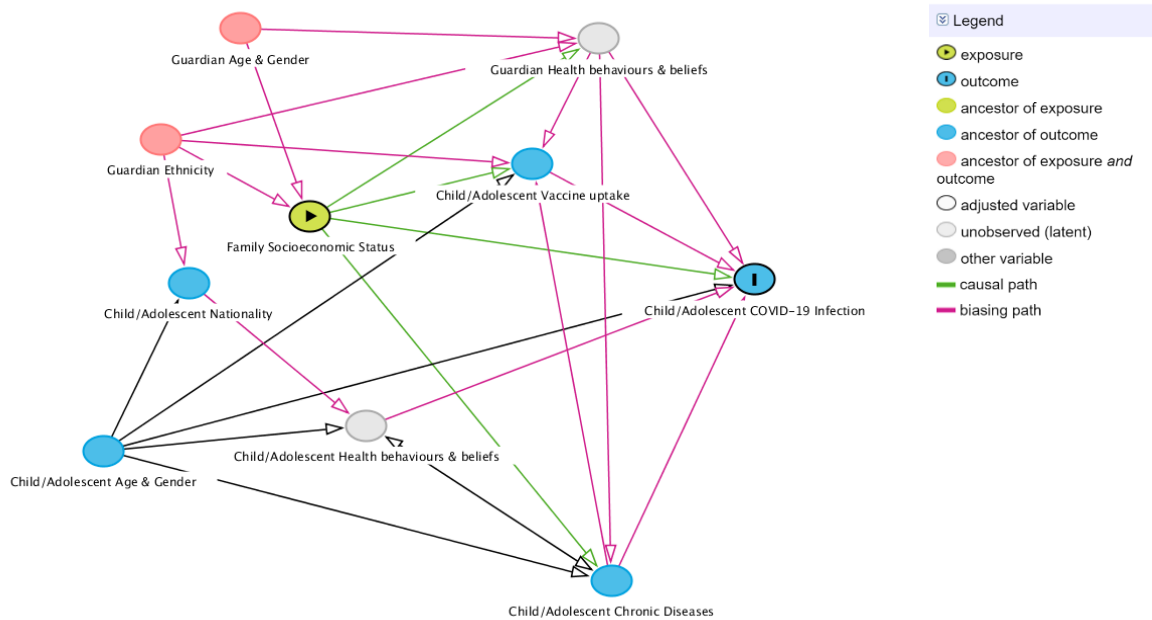 Guardian Age & Gender
Guardian Health behaviours & beliefs
Guardian Ethnicity
Child/Adolescent Vaccine uptake
Family Socioeconomic Status
Child/Adolescent Nationality
Child/Adolescent COVID-19 Infection
Child/Adolescent Health behaviours & beliefs
Child/Adolescent Age & Gender
Child/Adolescent Chronic Diseases
Legend
exposure
outcome
ancestor of exposure
ancestor of outcome
ancestor of exposure and
outcome
adjusted variable
unobserved (latent)
other variable
causal path
biasing path